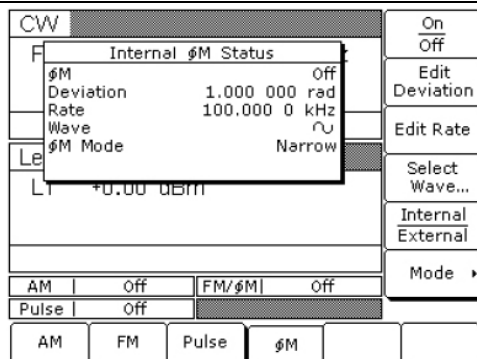 CW
F
Internal ϕM Status
ϕM Off
Deviation 1.000 000 rad
Rate 100.000 0 kHz
Wave
ϕM Mode Narrow
Le
L1 +0.00 dBm
AM | Off FM/ϕM| Off
Pulse | Off
On
Off
Edit
Deviation
Edit Rate
Select
Wave...
Internal
External
Mode
AM FM Pulse ϕM